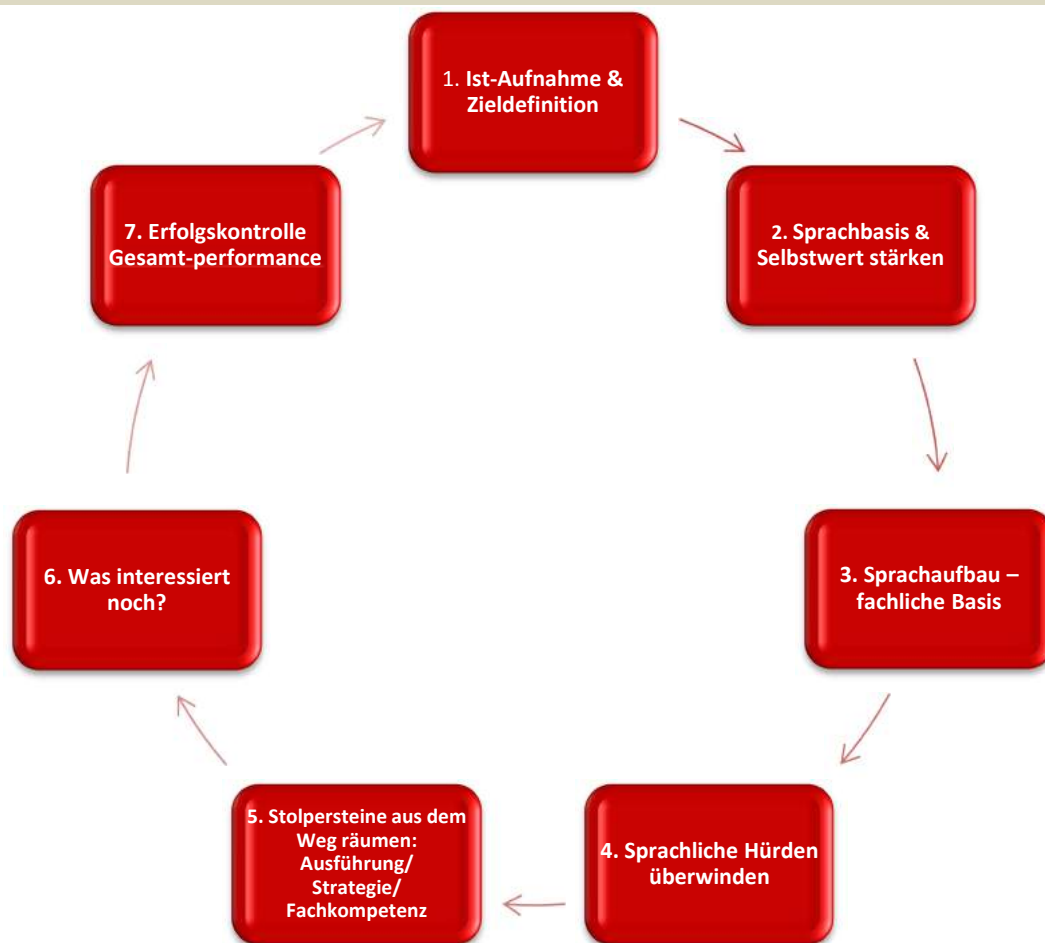 1. Ist-Aufnahme &
Zieldefinition
2. Sprachbasis &
Selbstwert stärken
3. Sprachaufbau –
fachliche Basis
4. Sprachliche Hürden
überwinden
5. Stolpersteine aus dem
Weg räumen:
Ausführung/
Strategie/
Fachkompetenz
6. Was interessiert
noch?
7. Erfolgskontrolle
Gesamt-performance